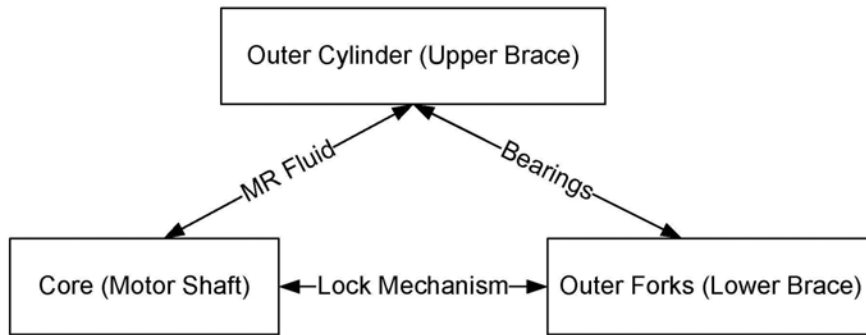 Outer Cylinder (Upper Brace)
MR Fluid
Bearings
Core (Motor Shaft)
Lock Mechanism
Outer Forks (Lower Brace)